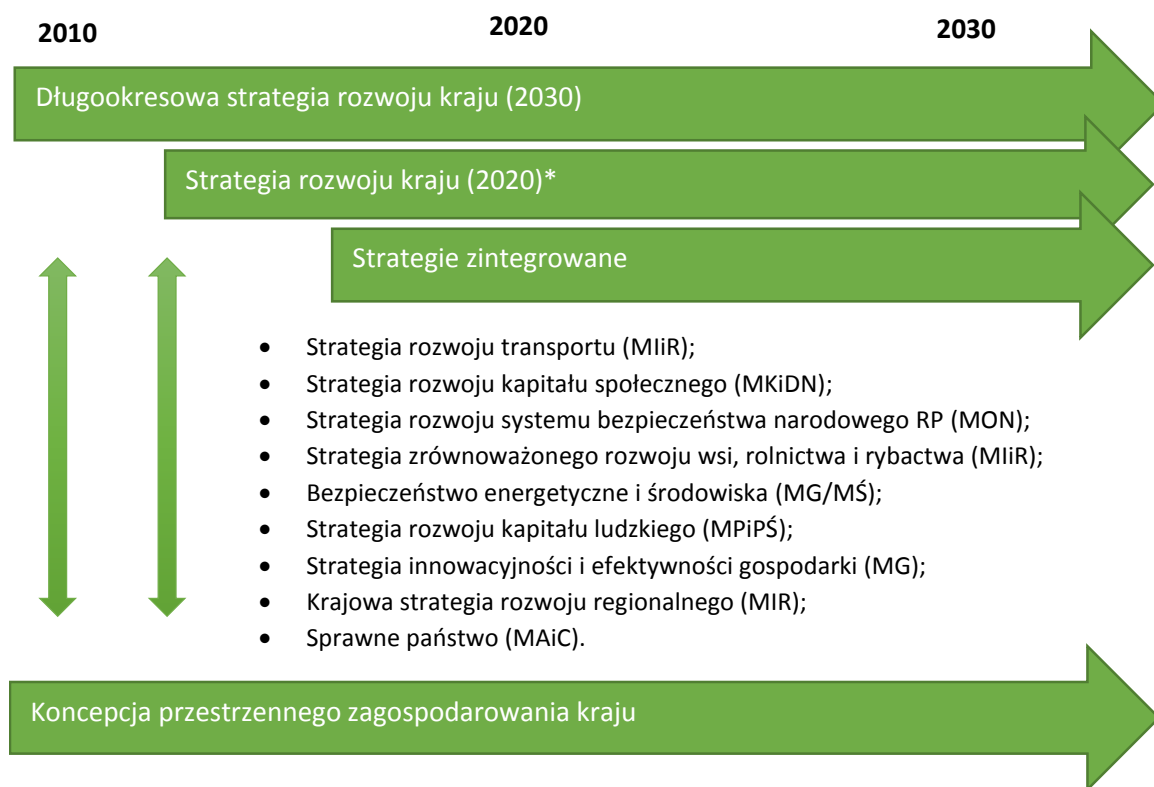 2010 2020 2030
Długookresowa strategia rozwoju kraju (2030)
Strategia rozwoju kraju (2020)*
Strategie zintegrowane
• Strategia rozwoju transportu (MIiR);
• Strategia rozwoju kapitału społecznego (MKiDN);
• Strategia rozwoju systemu bezpieczeństwa narodowego RP (MON);
• Strategia zrównoważonego rozwoju wsi, rolnictwa i rybactwa (MIiR);
• Bezpieczeństwo energetyczne i środowiska (MG/MŚ);
• Strategia rozwoju kapitału ludzkiego (MPiPŚ);
• Strategia innowacyjności i efektywności gospodarki (MG);
• Krajowa strategia rozwoju regionalnego (MIR);
• Sprawne państwo (MAiC).
Koncepcja przestrzennego zagospodarowania kraju